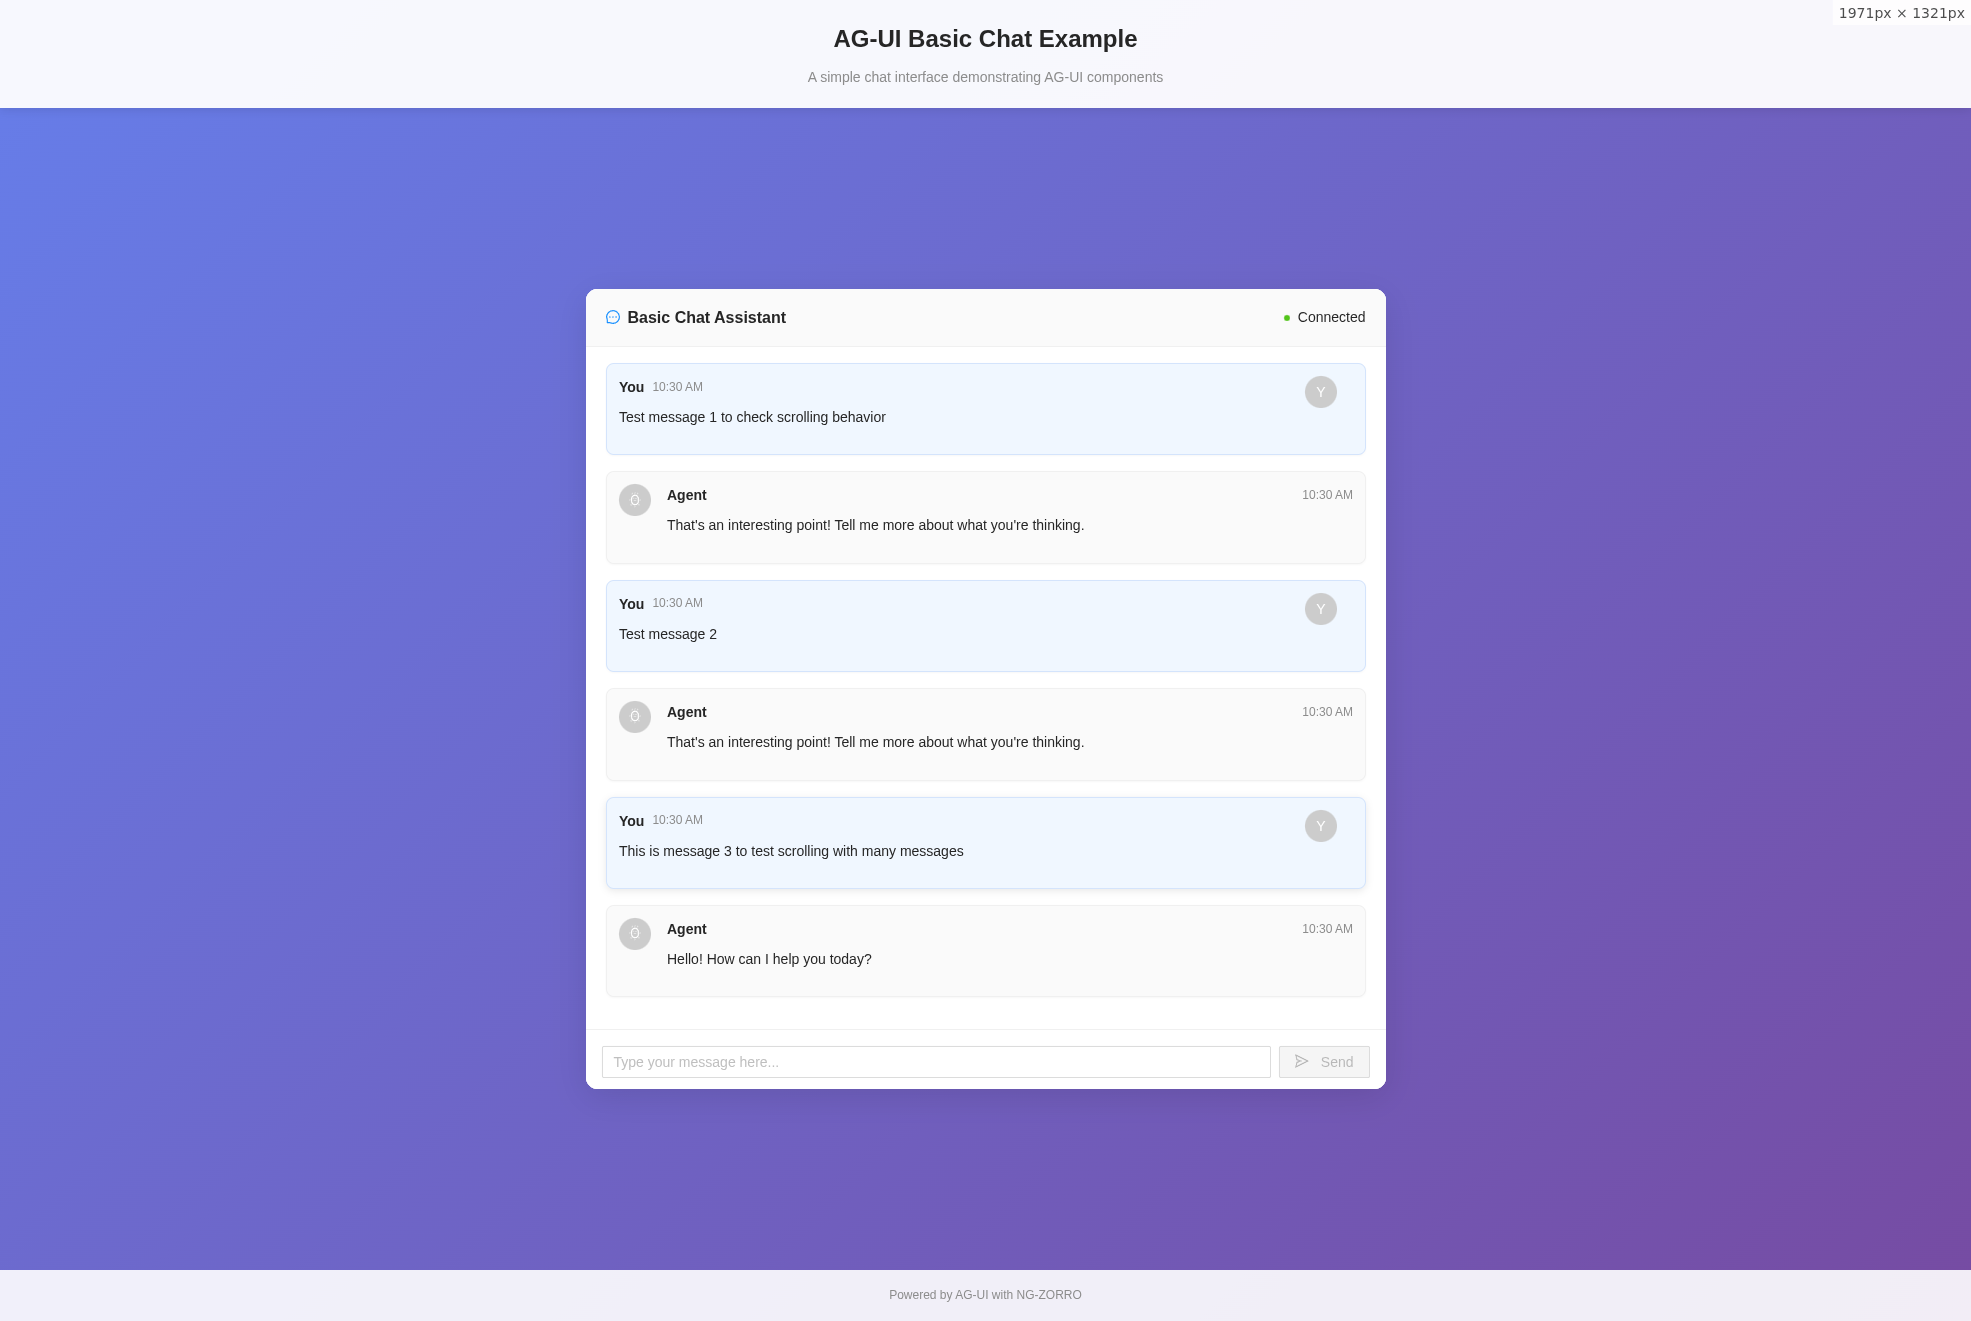 1971px × 1321px
AG-UI Basic Chat Example
A simple chat interface demonstrating AG-UI components
Basic Chat Assistant
Connected
You 10:30 AM
Y
Test message 1 to check scrolling behavior
Agent 10:30 AM
That's an interesting point! Tell me more about what you're thinking.
You 10:30 AM
Y
Test message 2
Agent 10:30 AM
That's an interesting point! Tell me more about what you're thinking.
You 10:30 AM
Y
This is message 3 to test scrolling with many messages
Agent 10:30 AM
Hello! How can I help you today?
Type your message here...
Send
Powered by AG-UI with NG-ZORRO